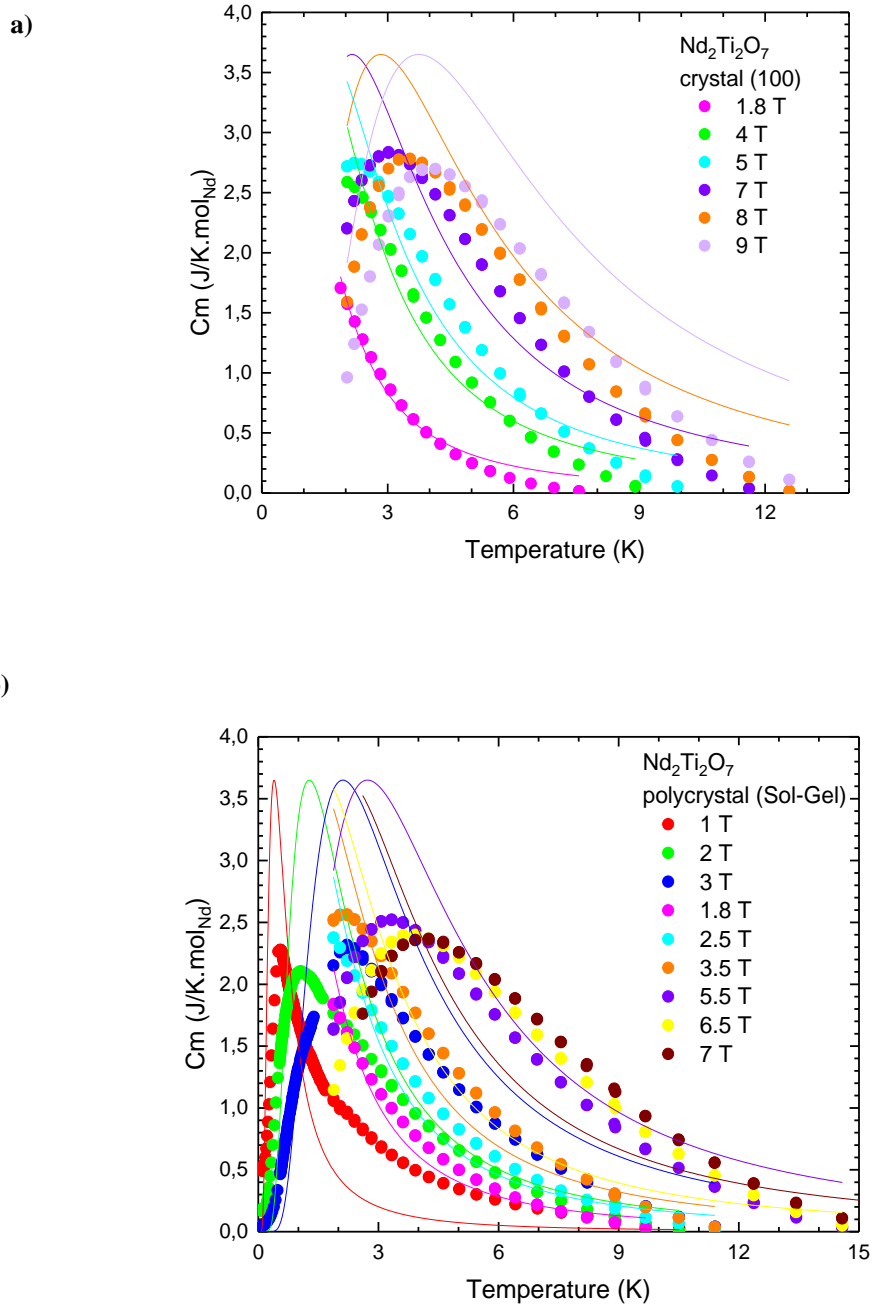 a)
4,0
3,5
3,0
2,5
2,0
1,5
1,0
0,5
0,0
Cm (J/K.mol_Nd)
Nd₂Ti₂O₇
crystal (100)
1.8 T
4 T
5 T
7 T
8 T
9 T
0 3 6 9 12
Temperature (K)
)
4,0
3,5
3,0
2,5
2,0
1,5
1,0
0,5
0,0
Cm (J/K.mol_Nd)
Nd₂Ti₂O₇
polycrystal (Sol-Gel)
1 T
2 T
3 T
1.8 T
2.5 T
3.5 T
5.5 T
6.5 T
7 T
0 3 6 9 12 15
Temperature (K)